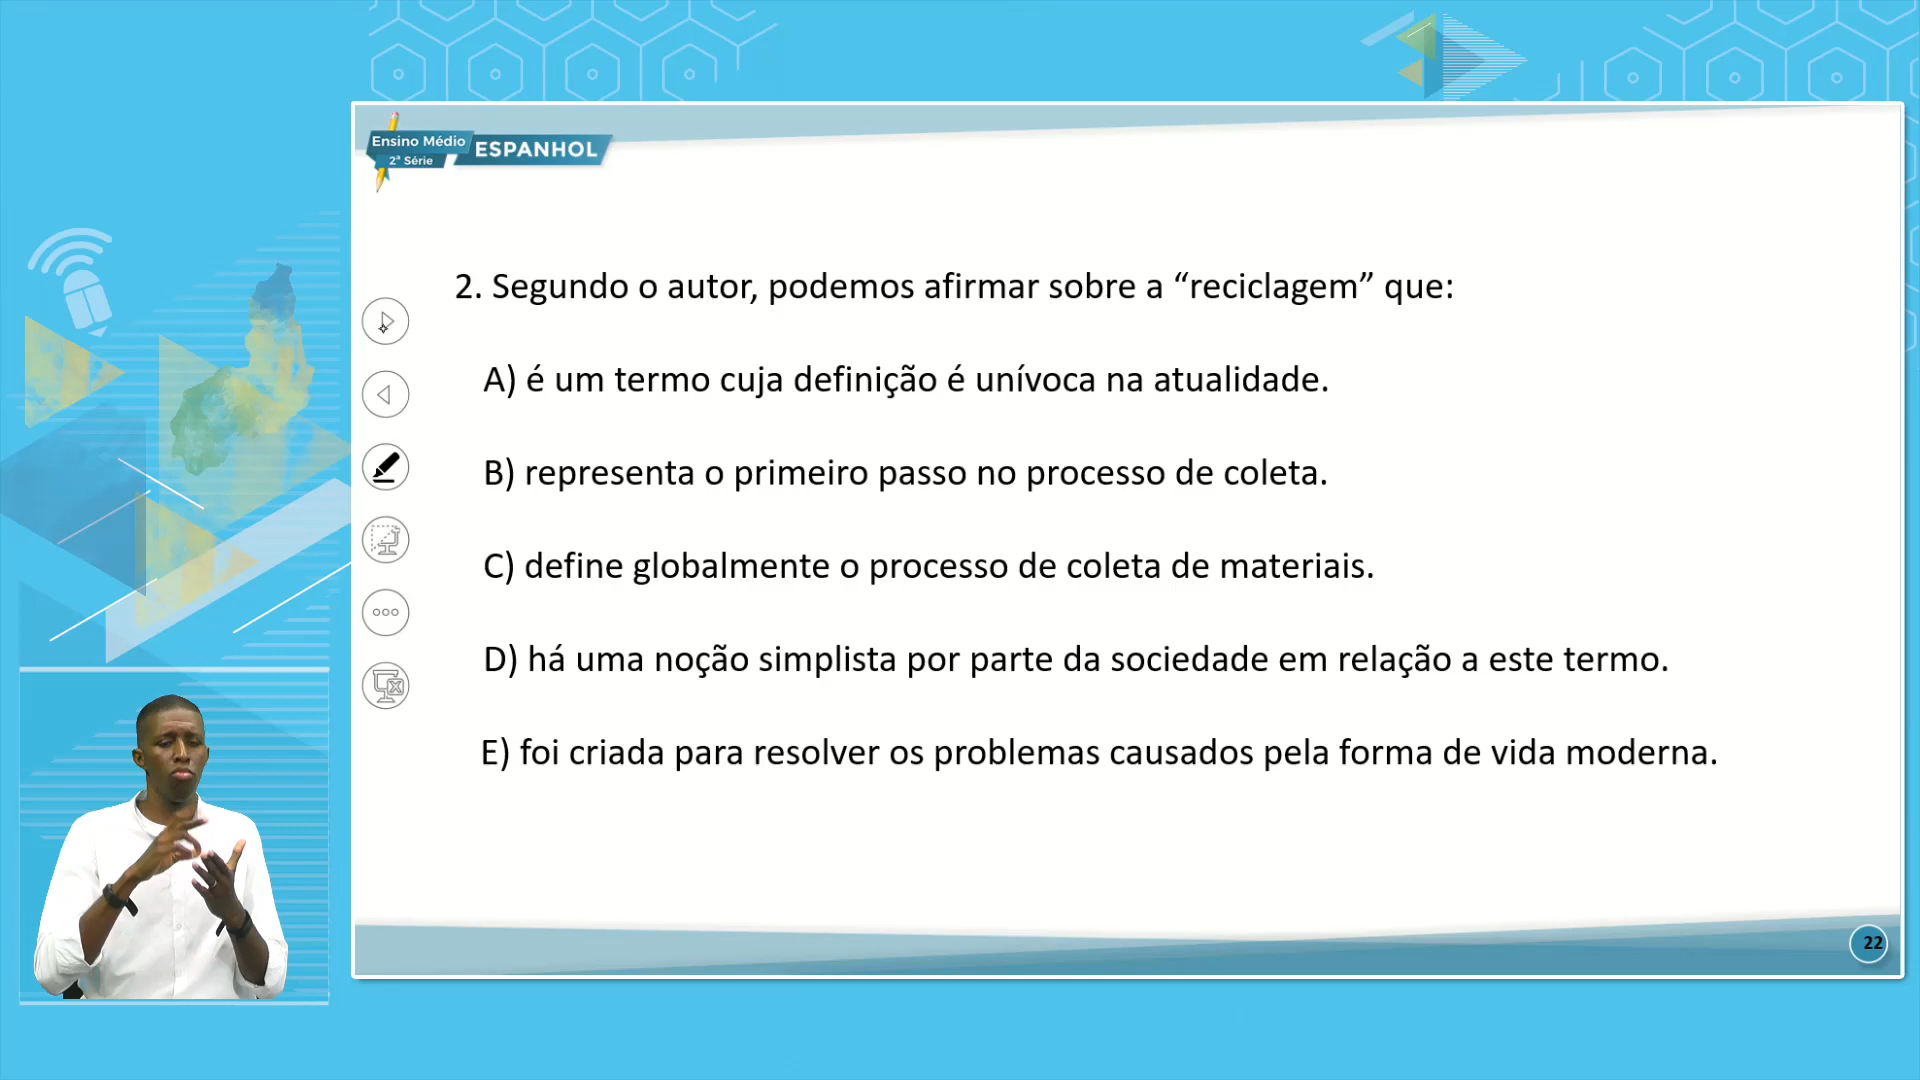 Ensino Médio
2ª Série
ESPANHOL
2. Segundo o autor, podemos afirmar sobre a “reciclagem” que:
A) é um termo cuja definição é unívoca na atualidade.
B) representa o primeiro passo no processo de coleta.
C) define globalmente o processo de coleta de materiais.
D) há uma noção simplista por parte da sociedade em relação a este termo.
E) foi criada para resolver os problemas causados pela forma de vida moderna.
22